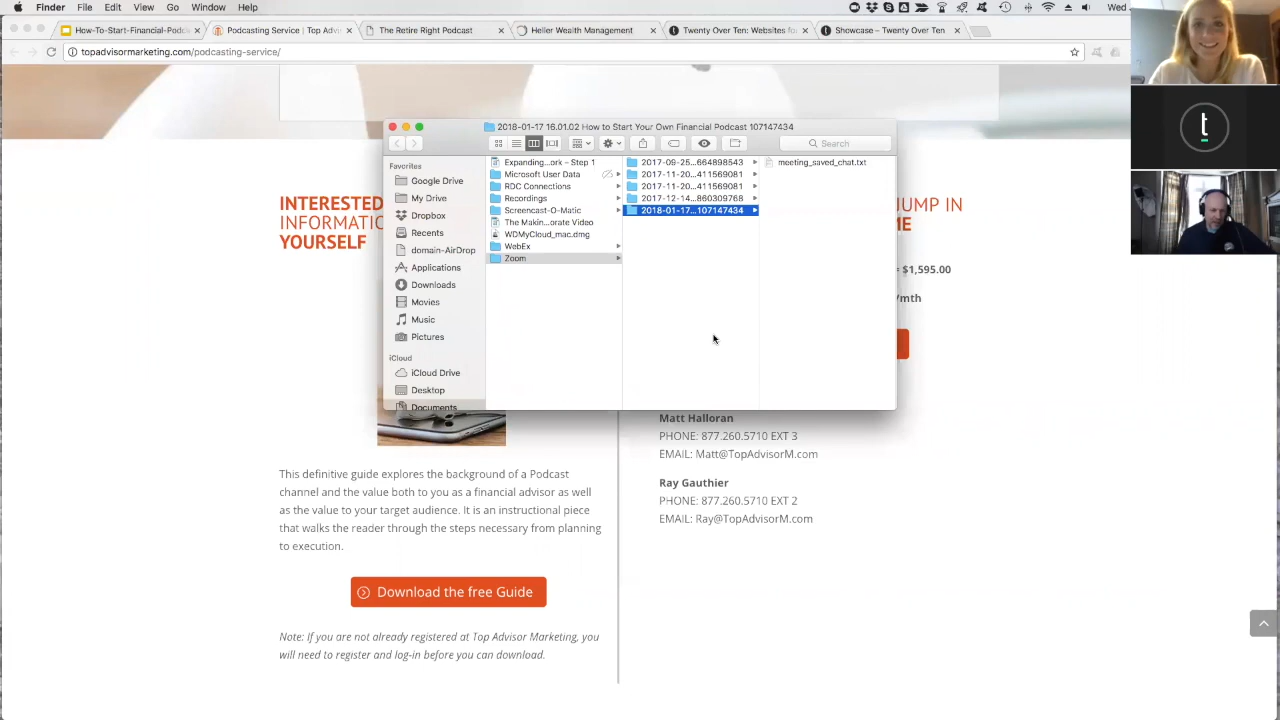 Finder File Edit View Go Window Help Wed
How-To-Start-Financial-Podca
Podcasting Service | Top Adv
The Retire Right Podcast
Heller Wealth Management
Twenty Over Ten: Websites fo
Showcase – Twenty Over Ten
topadvisormarketing.com/podcasting-service/
2018-01-17 16.01.02 How to Start Your Own Financial Podcast 107147434
Search
Favorites
Google Drive
My Drive
Dropbox
Recents
domain-AirDrop
Applications
Downloads
Movies
Music
Pictures
iCloud
iCloud Drive
Desktop
Documents
Expanding...ork – Step 1
Microsoft User Data
RDC Connections
Recordings
Screencast-O-Matic
The Makin...orate Video
WDMyCloud_mac.dmg
WebEx
Zoom
2017-09-25...664898543
2017-11-20...411569081
2017-11-20...411569081
2017-12-14...860309768
2018-01-17...107147434
meeting_saved_chat.txt
t
INTERESTED
INFORMATIO
YOURSELF
JUMP IN
ME
= $1,595.00
/mth
This definitive guide explores the background of a Podcast
channel and the value both to you as a financial advisor as well
as the value to your target audience. It is an instructional piece
that walks the reader through the steps necessary from planning
to execution.
Download the free Guide
Note: If you are not already registered at Top Advisor Marketing, you
will need to register and log-in before you can download.
Matt Halloran
PHONE: 877.260.5710 EXT 3
EMAIL: Matt@TopAdvisorM.com
Ray Gauthier
PHONE: 877.260.5710 EXT 2
EMAIL: Ray@TopAdvisorM.com